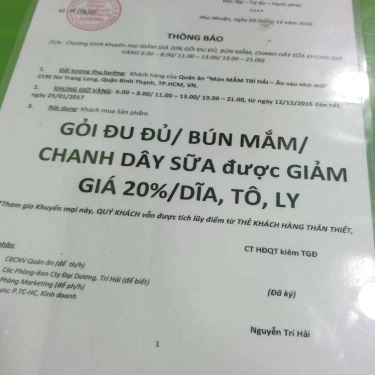 Độc lập – Tự do – Hạnh phúc
Phú Nhuận, ngày 09 tháng 12 năm 2016
THÔNG BÁO
(V/v: Chương trình khuyến mại GIẢM GIÁ 20% GỎI ĐU ĐỦ, BÚN MẮM, CHANH DÂY SỮA KHUNG GIỜ
VÀNG 6.00 – 8.00/ 11.00 – 13.00/ 19.00 – 21.00)
1. Đối tượng thụ hưởng: Khách hàng của Quán ăn "Món MẮM TRÍ HẢI – Ăn vào nhớ mãi"
219E Nơ Trang Long, Quận Bình Thạnh, TP.HCM, VN.
2. KHUNG GIỜ VÀNG: 6.00 – 8.00/ 11.00 – 13.00/ 19.00 – 21.00, từ ngày 12/12/2016 đến hết
ngày 25/01/2017
3. Nội dung: Khách mua Sản phẩm
GỎI ĐU ĐỦ/ BÚN MẮM/
CHANH DÂY SỮA được GIẢM
GIÁ 20%/DĨA, TÔ, LY
"Tham gia Khuyến mại này, QUÝ KHÁCH vẫn được tích lũy điểm từ THẺ KHÁCH HÀNG THÂN THIẾT,
CT HĐQT kiêm TGĐ
nhận:
CBCNV Quán ăn (để th/h)
Các Phòng-Ban Cty Đại Dương, Trí Hải (để biết)
Phòng Marketing (để ph/h)
Lưu: P.TC-HC, Kinh doanh
(Đã ký)
Nguyễn Trí Hải
1